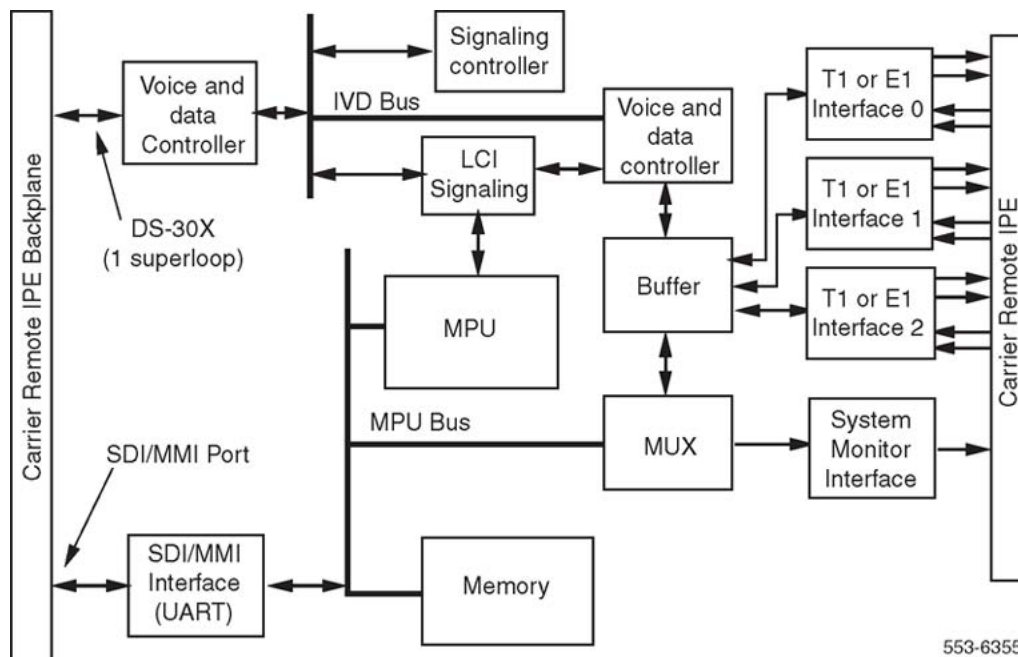 Carrier Remote IPE Backplane
Voice and
data
Controller
DS-30X
(1 superloop)
IVD Bus
Signaling
controller
LCI
Signaling
Voice and
data
controller
T1 or E1
Interface 0
T1 or E1
Interface 1
T1 or E1
Interface 2
Buffer
MPU
MPU Bus
MUX
System
Monitor
Interface
Carrier Remote IPE
SDI/MMI Port
SDI/MMI
Interface
(UART)
Memory
553-6355